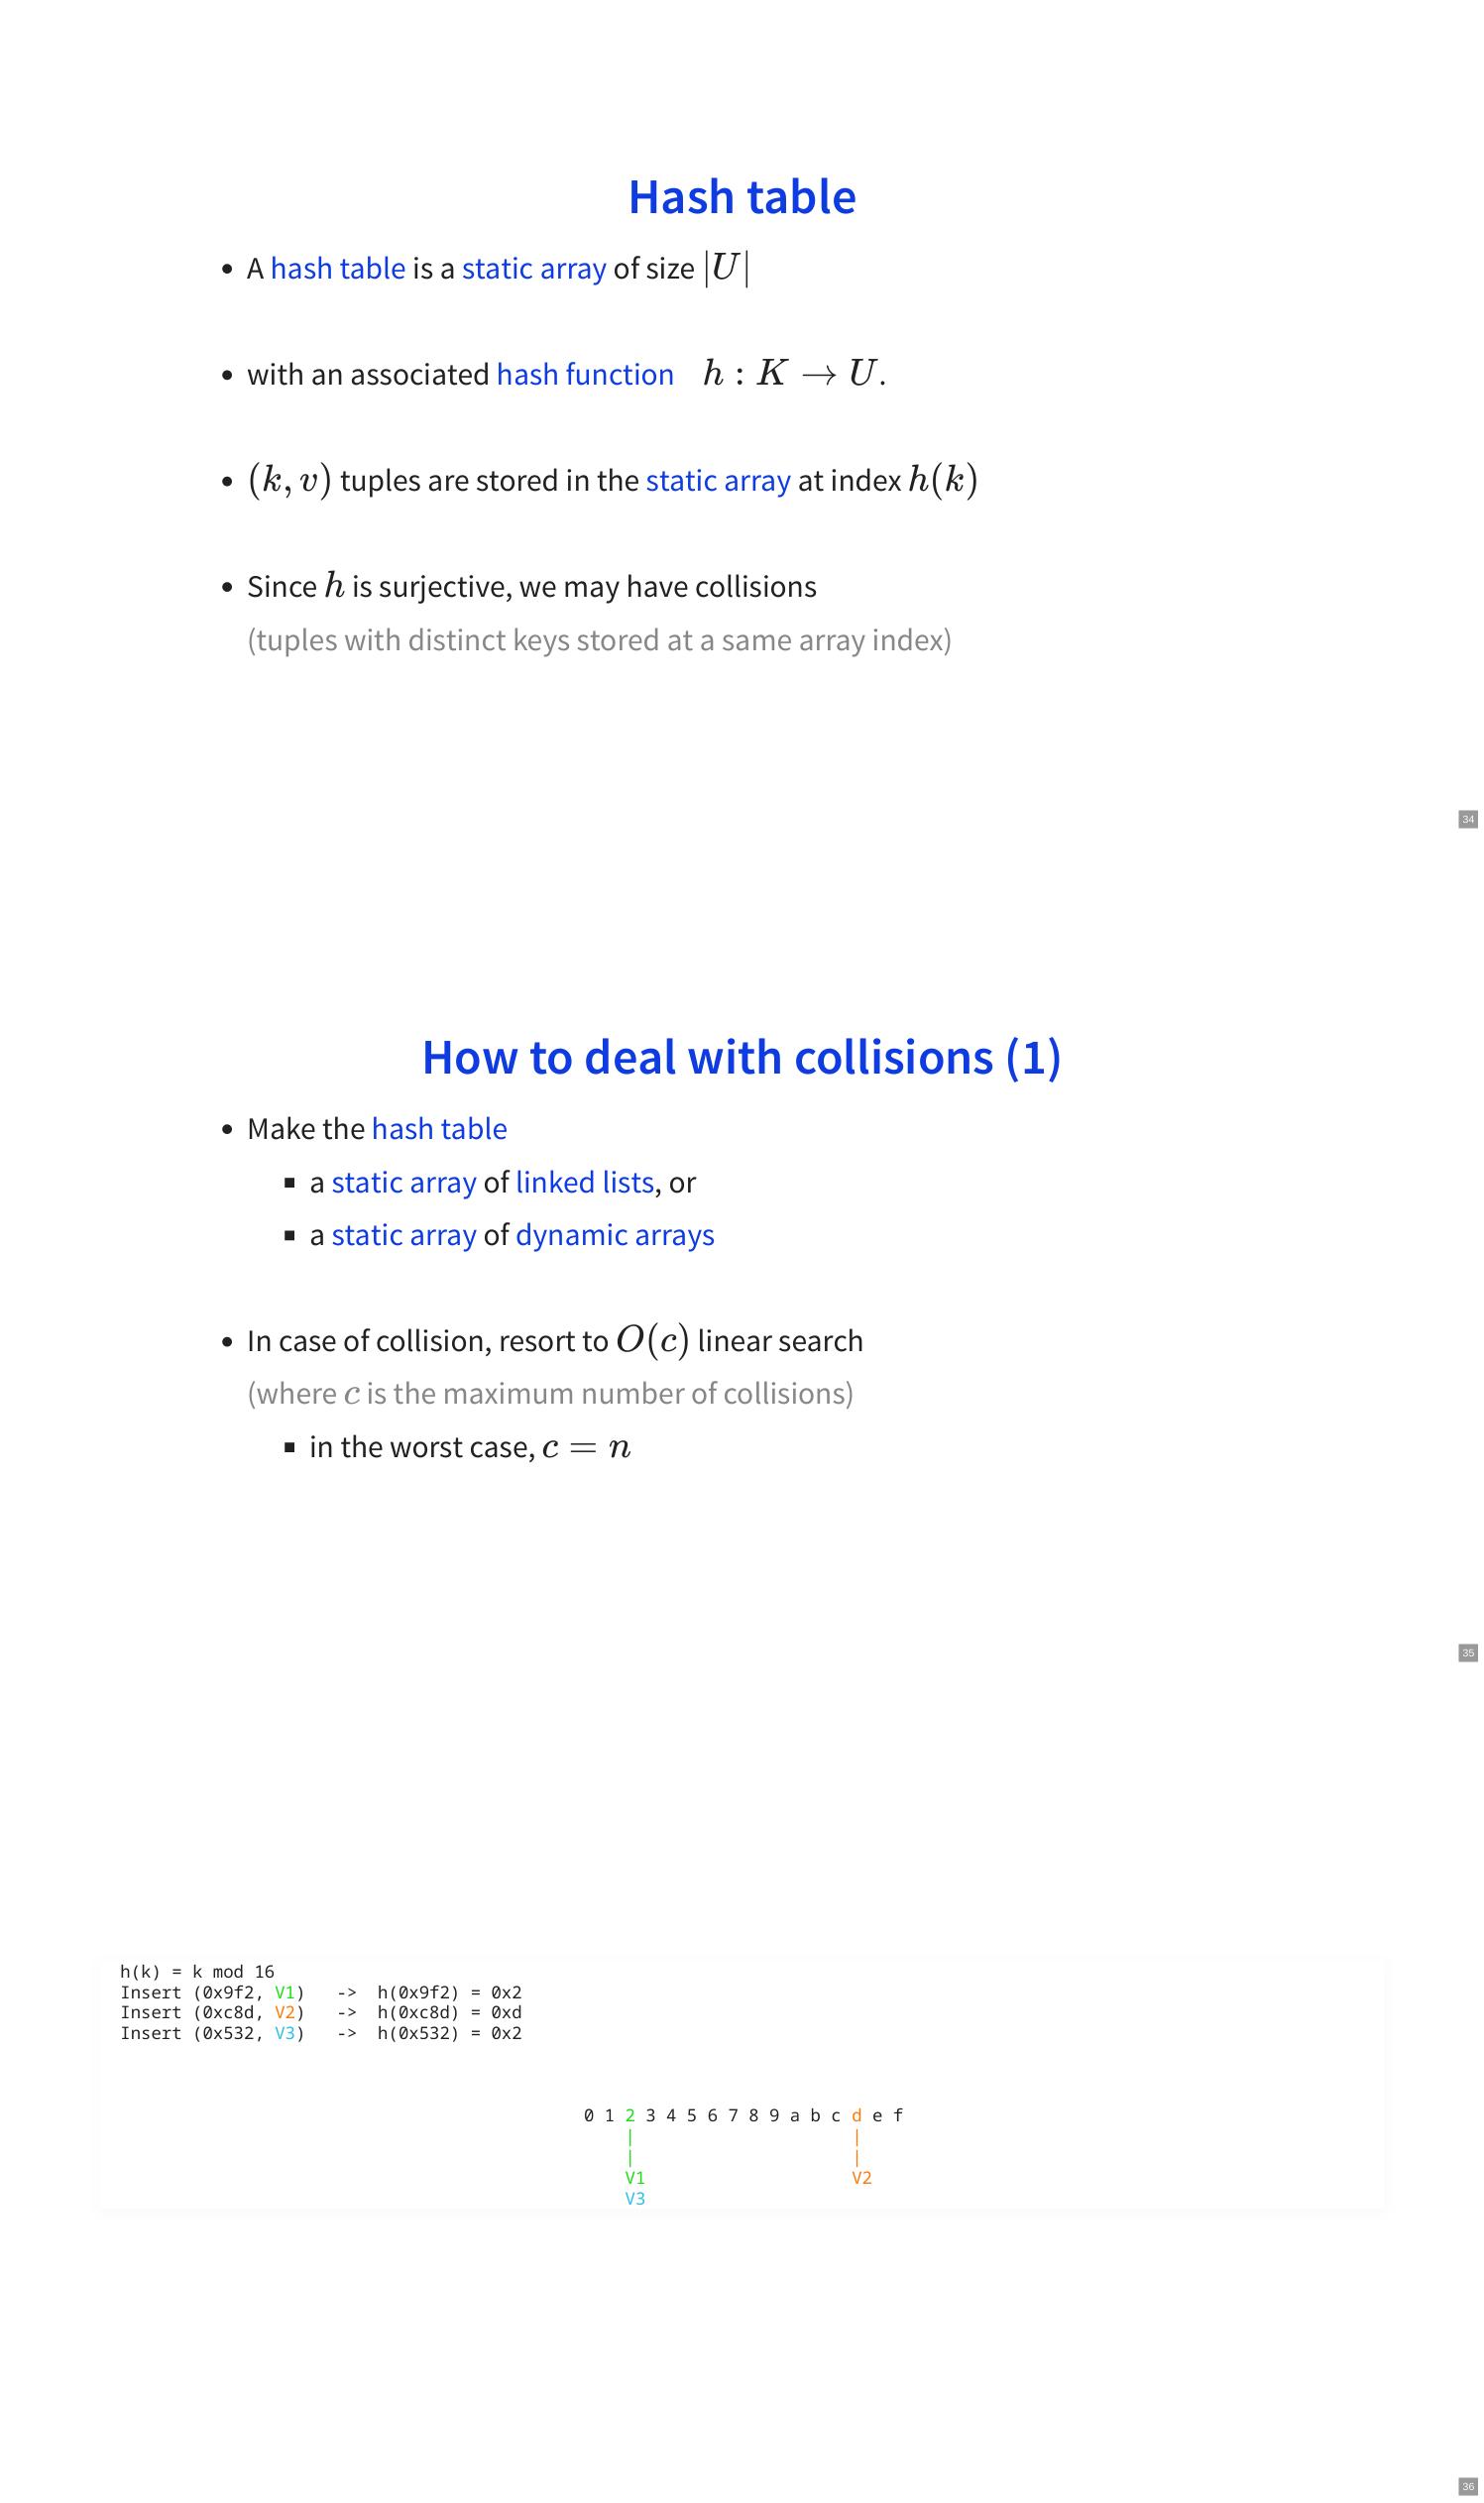 Hash table
• A hash table is a static array of size |U|
• with an associated hash function h : K → U.
• (k, v) tuples are stored in the static array at index h(k)
• Since h is surjective, we may have collisions
(tuples with distinct keys stored at a same array index)
34
How to deal with collisions (1)
• Make the hash table
▪ a static array of linked lists, or
▪ a static array of dynamic arrays
• In case of collision, resort to O(c) linear search
(where c is the maximum number of collisions)
▪ in the worst case, c = n
35
h(k) = k mod 16
Insert (0x9f2, V1)   ->  h(0x9f2) = 0x2
Insert (0xc8d, V2)   ->  h(0xc8d) = 0xd
Insert (0x532, V3)   ->  h(0x532) = 0x2
0 1 2 3 4 5 6 7 8 9 a b c d e f
| |
| |
V1 V2
V3
36